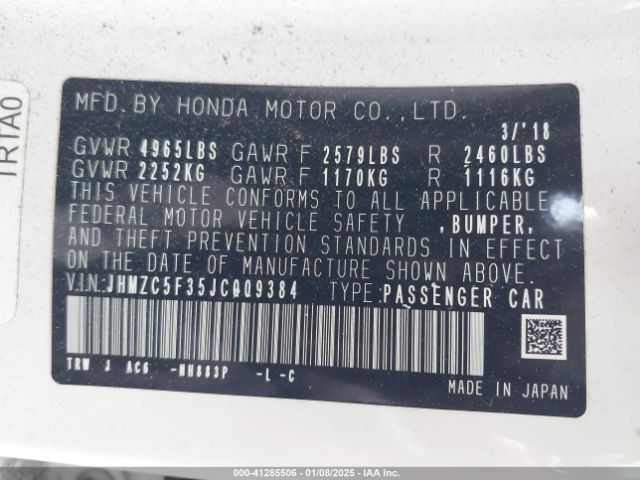 MFD. BY HONDA MOTOR CO., LTD.
3/'18
GVWR 4965LBS GAWR F 2579LBS R 2460LBS
GVWR 2252KG GAWR F 1170KG R 1116KG
THIS VEHICLE CONFORMS TO ALL APPLICABLE
FEDERAL MOTOR VEHICLE SAFETY , BUMPER,
AND THEFT PREVENTION STANDARDS IN EFFECT
ON THE DATE OF MANUFACTURE SHOWN ABOVE.
V.I.N: JHMZC5F35JC009384 TYPE: PASSENGER CAR
TRW J AC6 -NH883P -L -C
MADE IN JAPAN
TRTA0
000-41285506 - 01/08/2025 - IAA Inc.